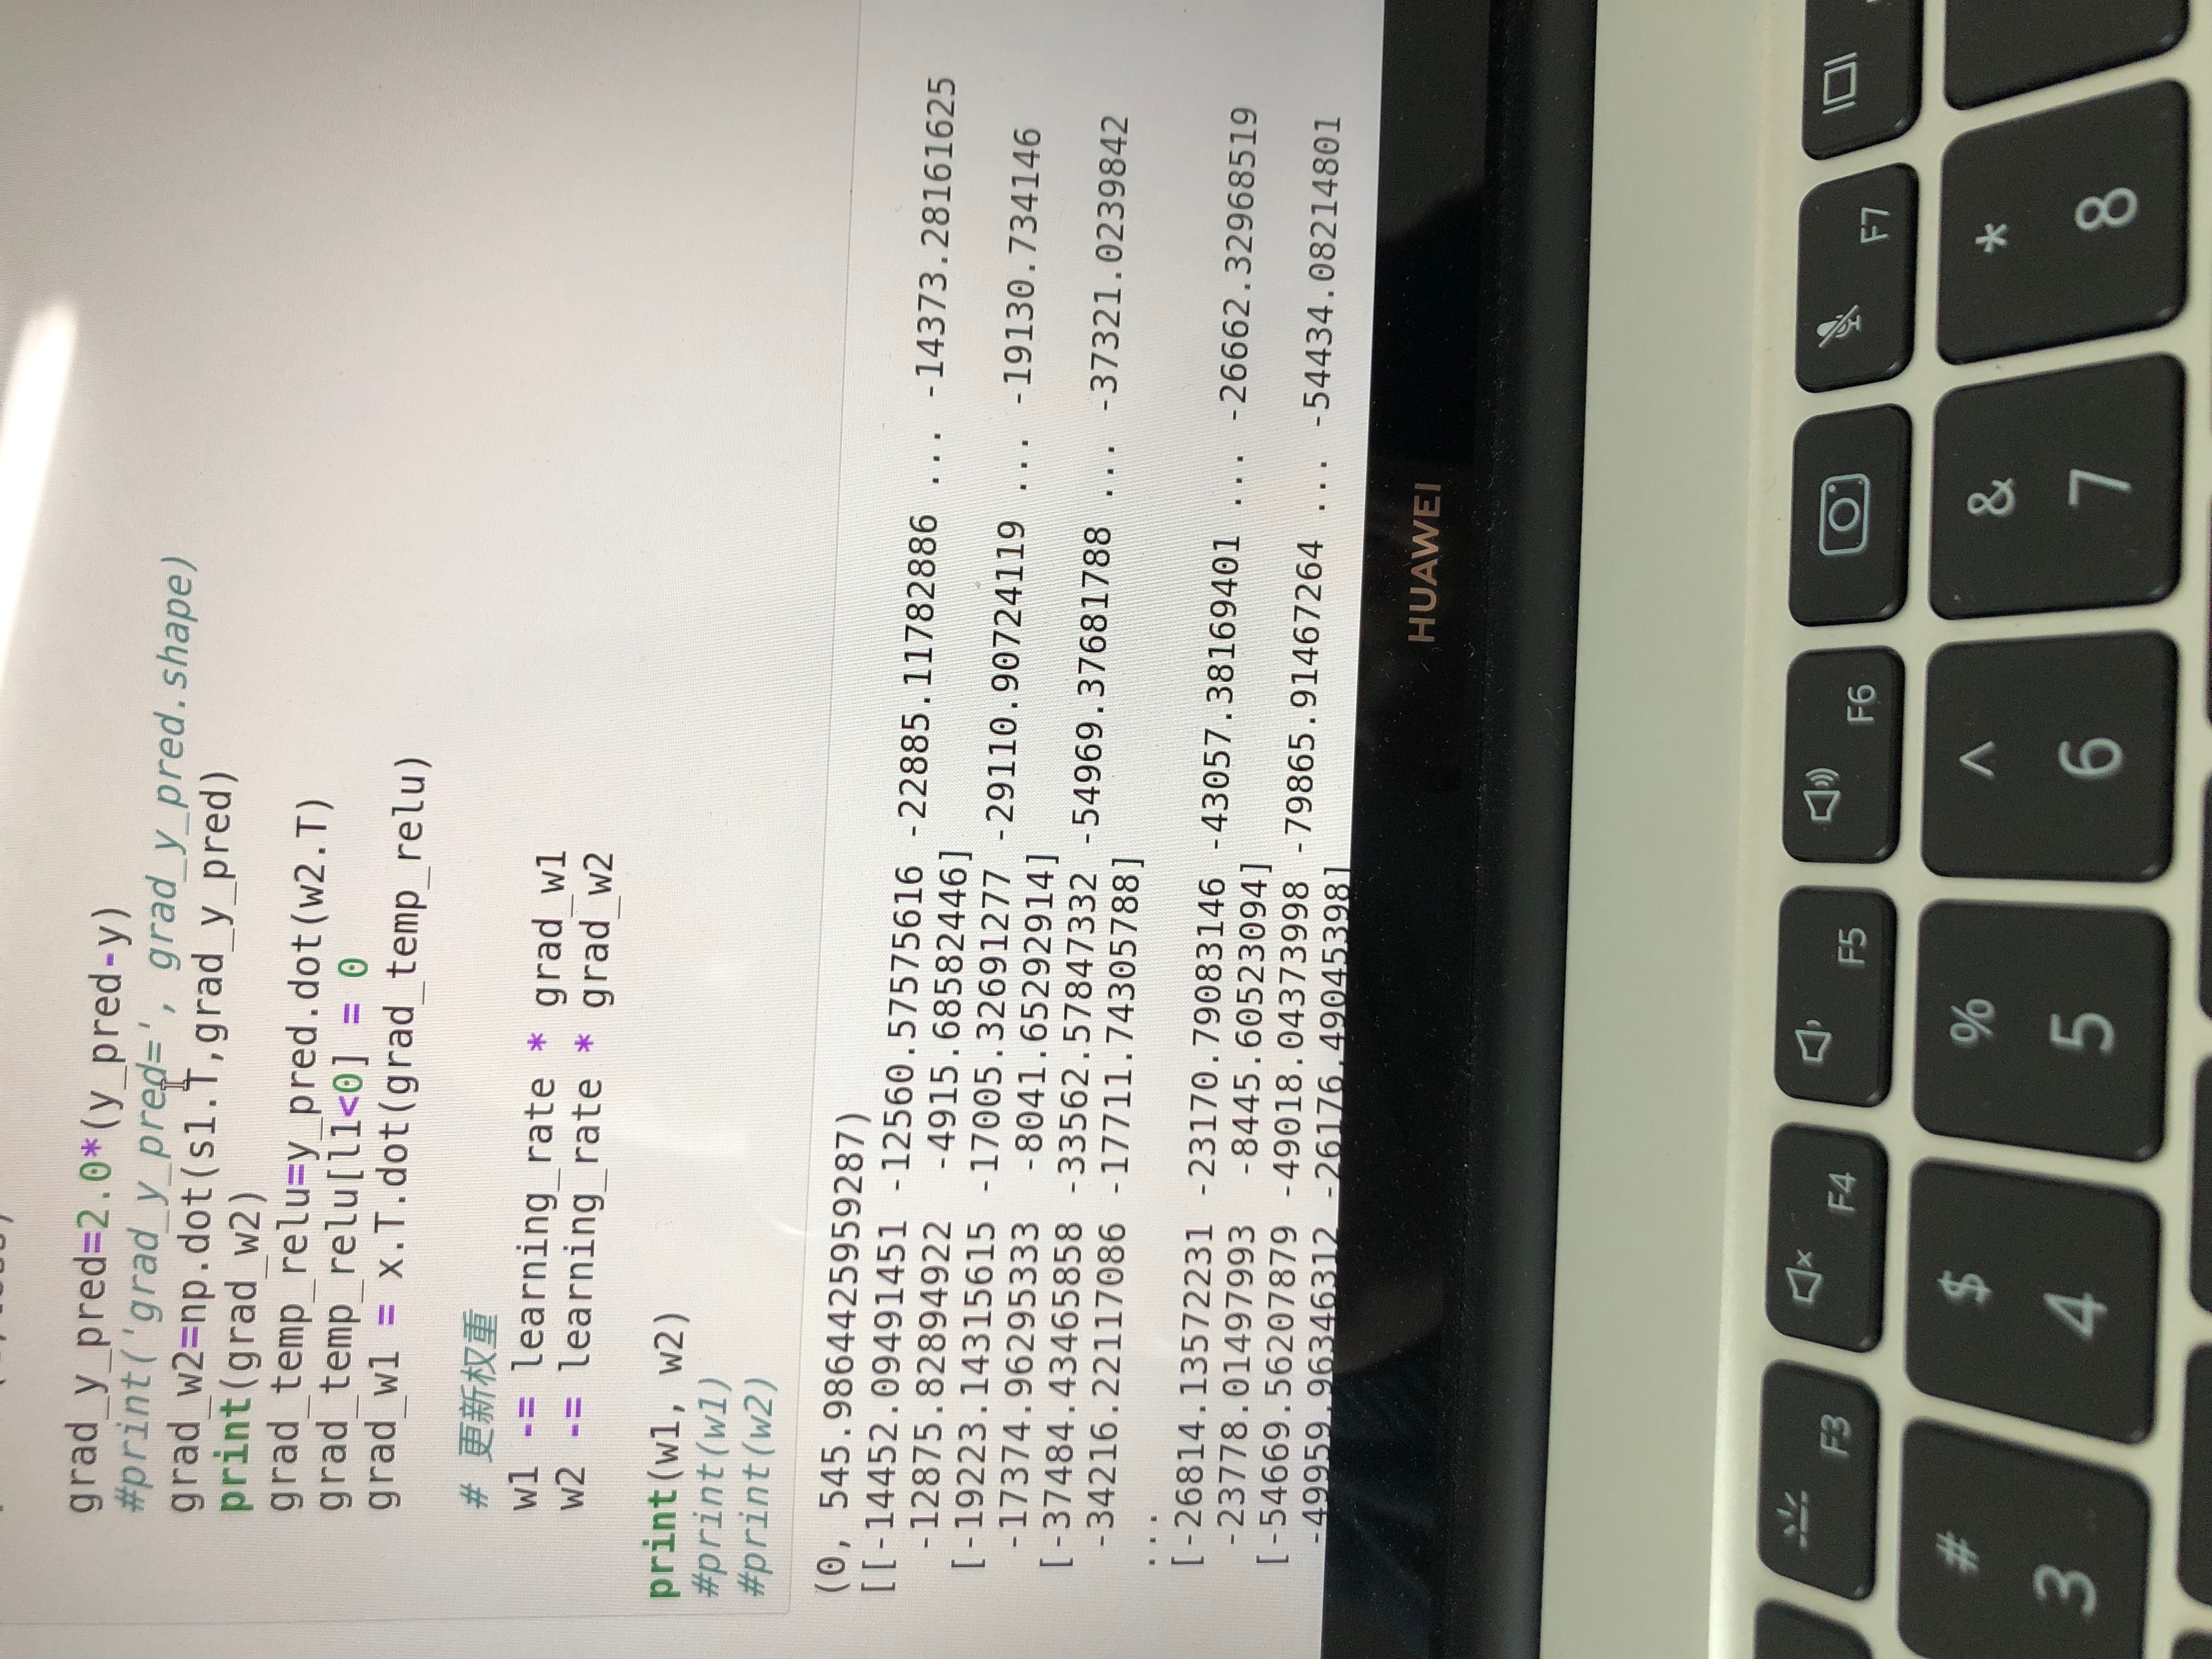 grad_y_pred=2.0*(y_pred-y)
#print('grad_y_pred=', grad_y_pred.shape)
grad_w2=np.dot(s1.T,grad_y_pred)
print(grad_w2)
grad_temp_relu=y_pred.dot(w2.T)
grad_temp_relu[l1<0] = 0
grad_w1 = x.T.dot(grad_temp_relu)
# 更新权重
w1 -= learning_rate * grad_w1
w2 -= learning_rate * grad_w2
print(w1, w2)
#print(w1)
#print(w2)
(0, 545.9864425959287)
[[-14452.09491451 -12560.57575616 -22885.11782886 ... -14373.28161625
-12875.82894922 -4915.68582446]
[-19223.14315615 -17005.32691277 -29110.90724119 ... -19130.734146
-17374.96295333 -8041.65292914]
[-37484.43465858 -33562.57847332 -54969.37681788 ... -37321.0239842
-34216.22117086 -17711.74305788]
...
[-26814.13572231 -23170.79083146 -43057.38169401 ... -26662.32968519
-23778.01497993 -8445.60523094]
[-54669.56207879 -49018.04373998 -79865.91467264 ... -54434.08214801
-49959.96346312 -26176.49045398]
HUAWEI
F3
F4
F5
F6
F7
#
$
%
^
&
*
3
4
5
6
7
8